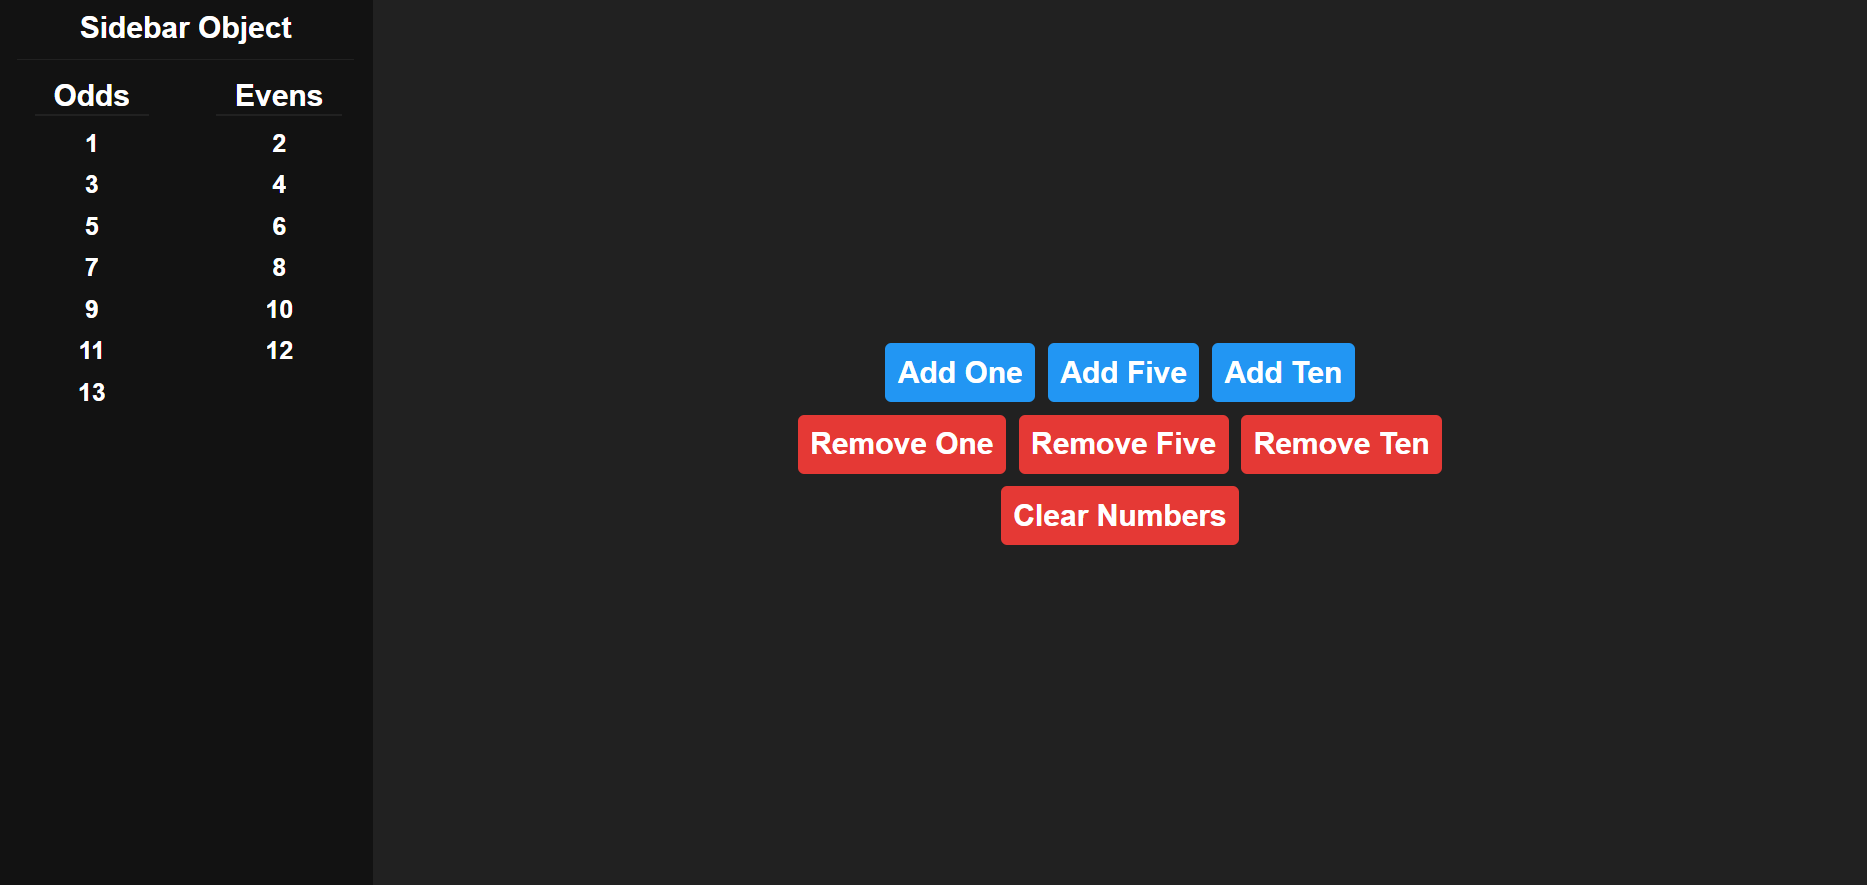 Sidebar Object
Odds Evens
1 2
3 4
5 6
7 8
9 10
11 12
13
Add One Add Five Add Ten
Remove One Remove Five Remove Ten
Clear Numbers